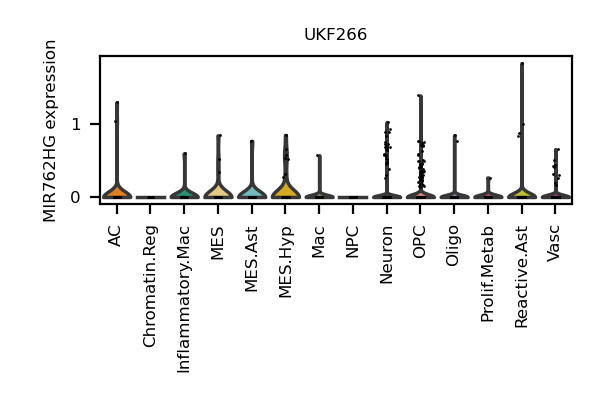 UKF266
MIR762HG expression
1
0
AC
Chromatin.Reg
Inflammatory.Mac
MES
MES.Ast
MES.Hyp
Mac
NPC
Neuron
OPC
Oligo
Prolif.Metab
Reactive.Ast
Vasc